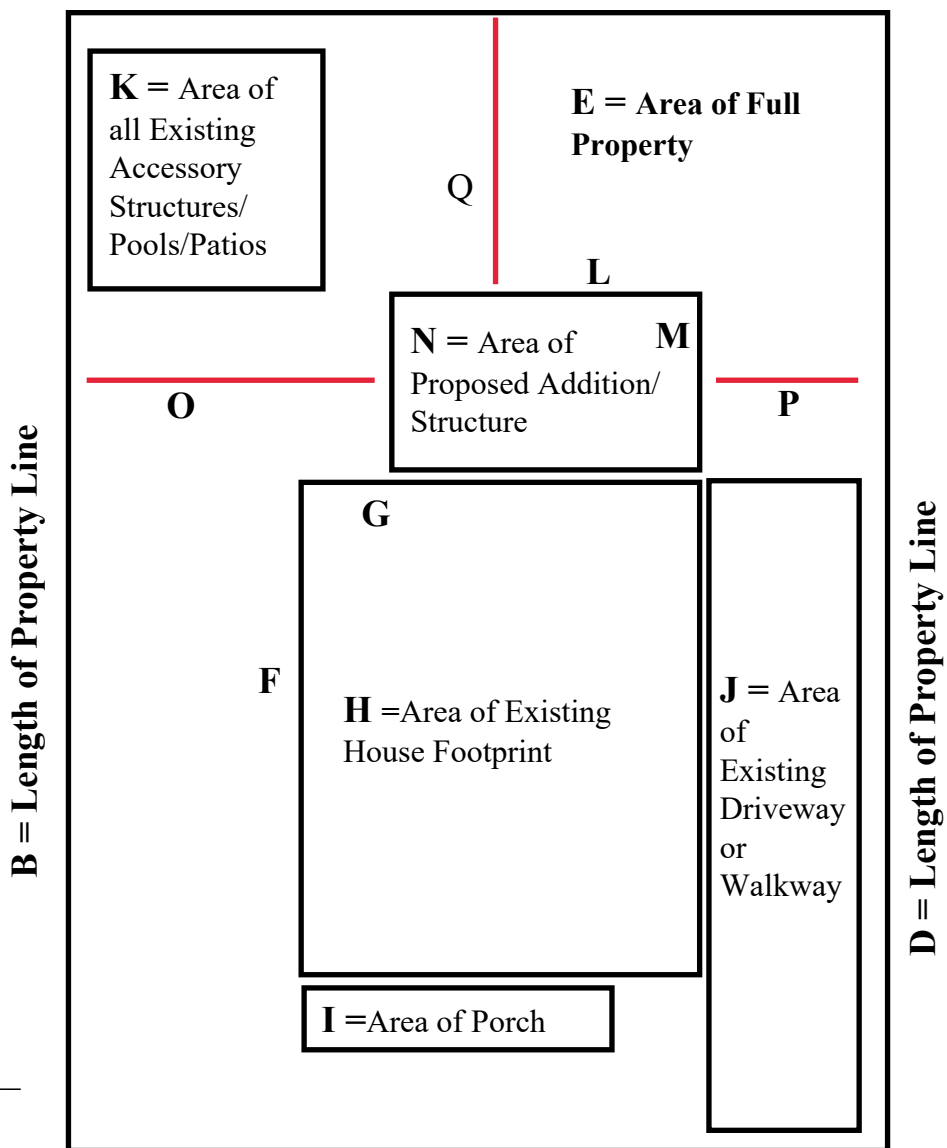 K = Area of
all Existing
Accessory
Structures/
Pools/Patios
E = Area of Full
Property
Q
L
N = Area of
Proposed Addition/
Structure
M
O
P
B = Length of Property Line
D = Length of Property Line
G
F
H =Area of Existing
House Footprint
J = Area
of
Existing
Driveway
or
Walkway
I =Area of Porch